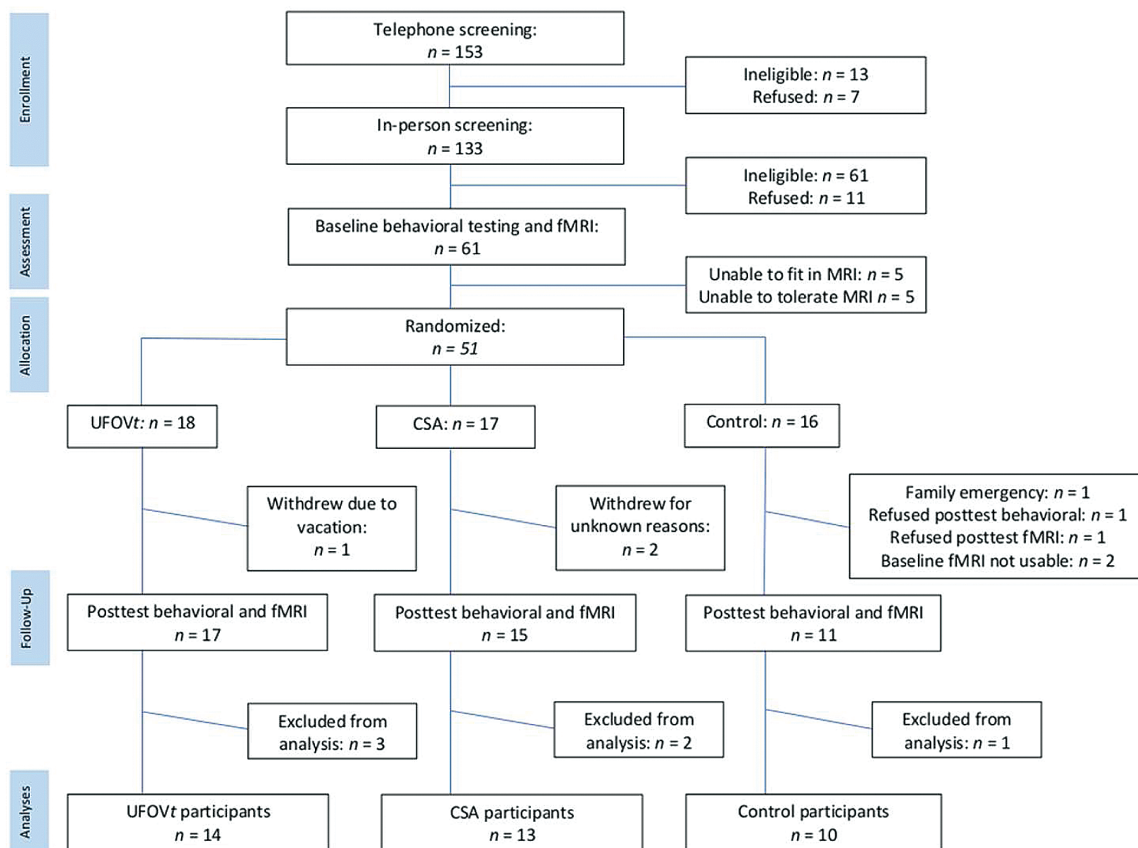 Enrollment
Telephone screening:
n = 153
Ineligible: n = 13
Refused: n = 7
In-person screening:
n = 133
Ineligible: n = 61
Refused: n = 11
Assessment
Baseline behavioral testing and fMRI:
n = 61
Unable to fit in MRI: n = 5
Unable to tolerate MRI n = 5
Allocation
Randomized:
n = 51
UFOVt: n = 18
CSA: n = 17
Control: n = 16
Withdrew due to
vacation:
n = 1
Withdrew for
unknown reasons:
n = 2
Family emergency: n = 1
Refused posttest behavioral: n = 1
Refused posttest fMRI: n = 1
Baseline fMRI not usable: n = 2
Follow-Up
Posttest behavioral and fMRI
n = 17
Posttest behavioral and fMRI
n = 15
Posttest behavioral and fMRI
n = 11
Excluded from
analysis: n = 3
Excluded from
analysis: n = 2
Excluded from
analysis: n = 1
Analyses
UFOVt participants
n = 14
CSA participants
n = 13
Control participants
n = 10